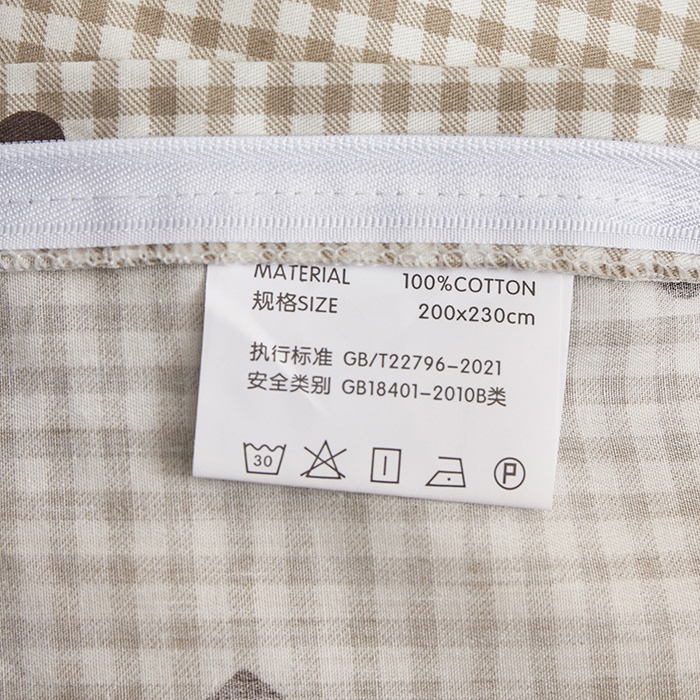 MATERIAL 100%COTTON
规格SIZE 200x230cm
执行标准 GB/T22796-2021
安全类别 GB18401-2010B类
30 P